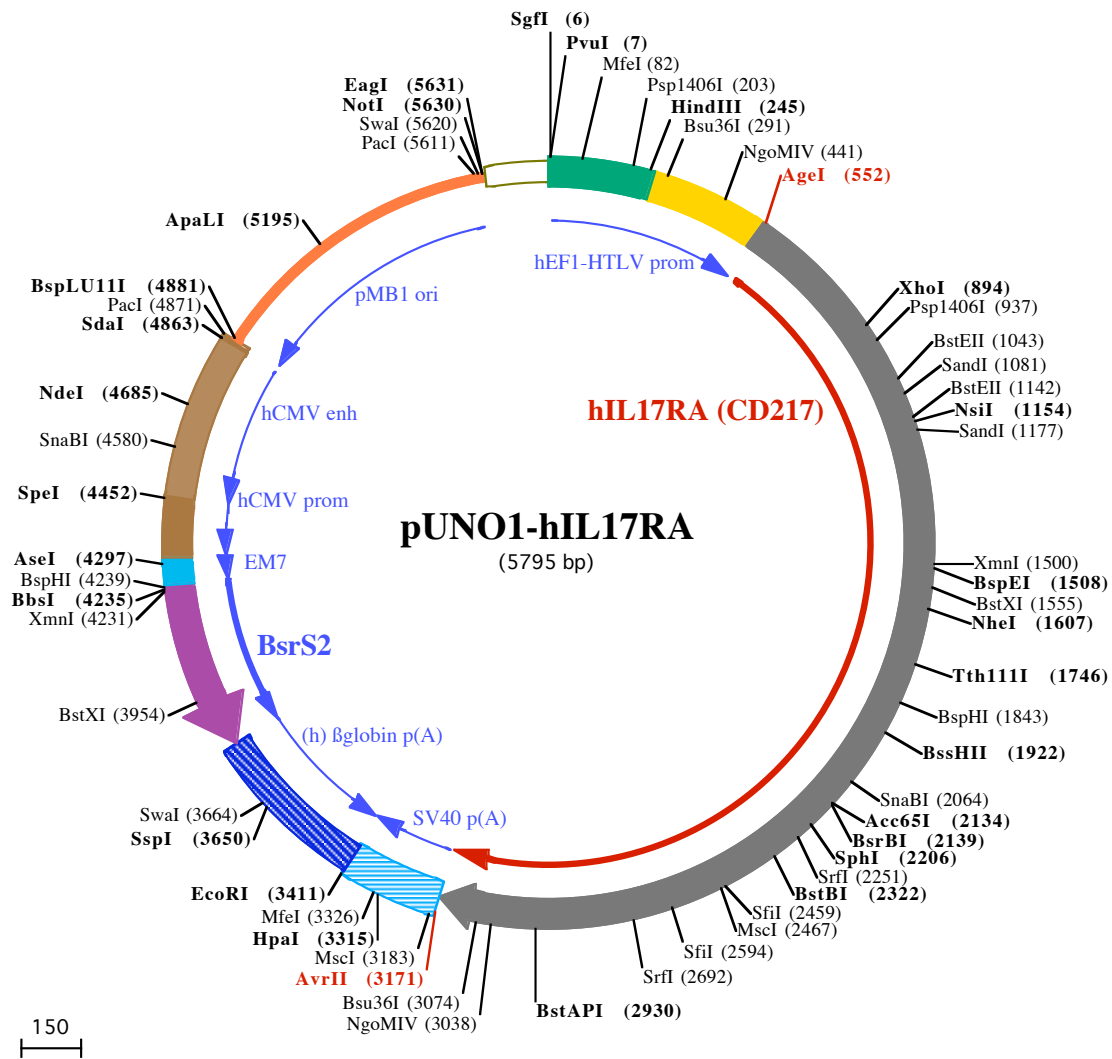 SgfI (6)
PvuI (7)
MfeI (82)
Psp1406I (203)
HindIII (245)
Bsu36I (291)
NgoMIV (441)
AgeI (552)
XhoI (894)
Psp1406I (937)
BstEII (1043)
SandI (1081)
BstEII (1142)
NsiI (1154)
SandI (1177)
XmnI (1500)
BspEI (1508)
BstXI (1555)
NheI (1607)
Tth111I (1746)
BspHI (1843)
BssHII (1922)
SnaBI (2064)
Acc65I (2134)
BsrBI (2139)
SphI (2206)
SrfI (2251)
BstBI (2322)
SfiI (2459)
MscI (2467)
SfiI (2594)
SrfI (2692)
BstAPI (2930)
NgoMIV (3038)
Bsu36I (3074)
AvrII (3171)
MscI (3183)
HpaI (3315)
MfeI (3326)
EcoRI (3411)
SspI (3650)
SwaI (3664)
BstXI (3954)
XmnI (4231)
BbsI (4235)
BspHI (4239)
AseI (4297)
SpeI (4452)
SnaBI (4580)
NdeI (4685)
SdaI (4863)
PacI (4871)
BspLU11I (4881)
ApaLI (5195)
PacI (5611)
SwaI (5620)
NotI (5630)
EagI (5631)
hEF1-HTLV prom
pMB1 ori
hCMV enh
hCMV prom
EM7
BsrS2
(h) ßglobin p(A)
SV40 p(A)
hIL17RA (CD217)
pUNO1-hIL17RA
(5795 bp)
150